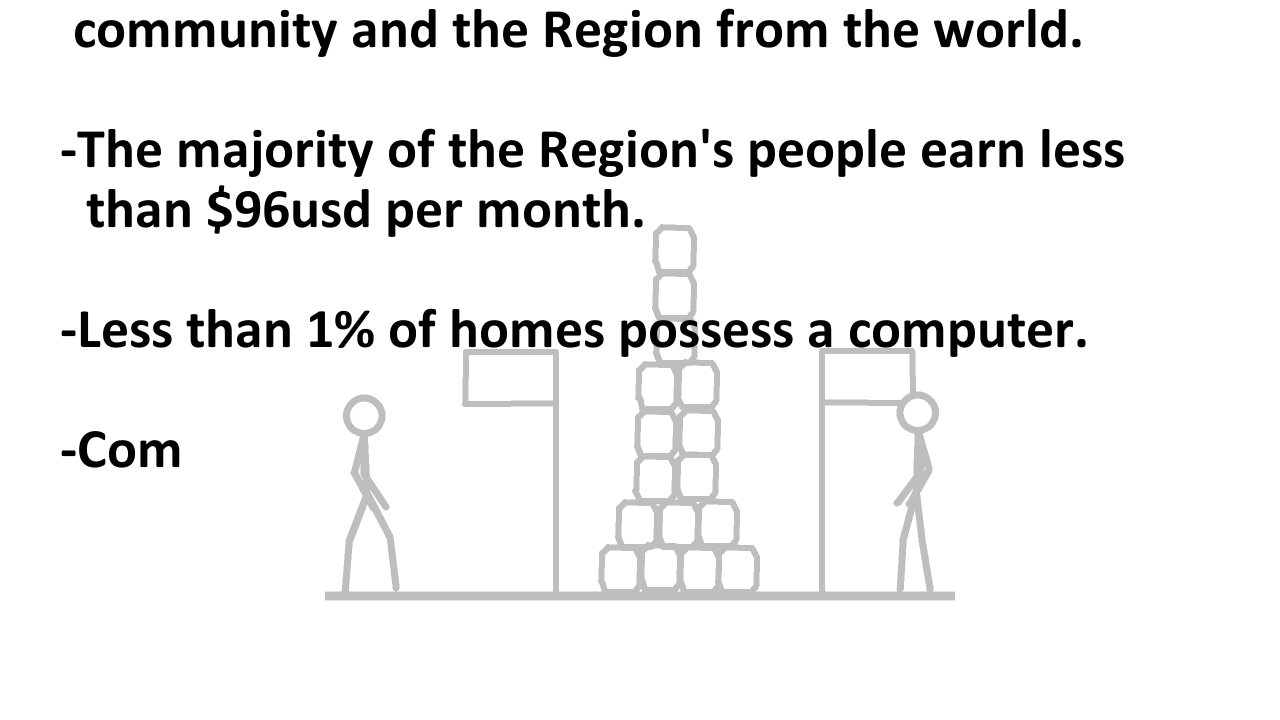 community and the Region from the world.
-The majority of the Region's people earn less
than $96usd per month.
-Less than 1% of homes possess a computer.
-Com